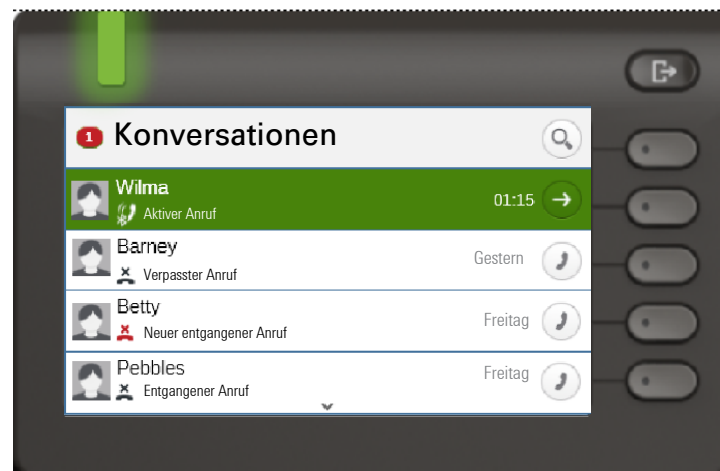 1 Konversationen
Wilma
01:15
Aktiver Anruf
Barney
Gestern
Verpasster Anruf
Betty
Freitag
Neuer entgangener Anruf
Pebbles
Freitag
Entgangener Anruf